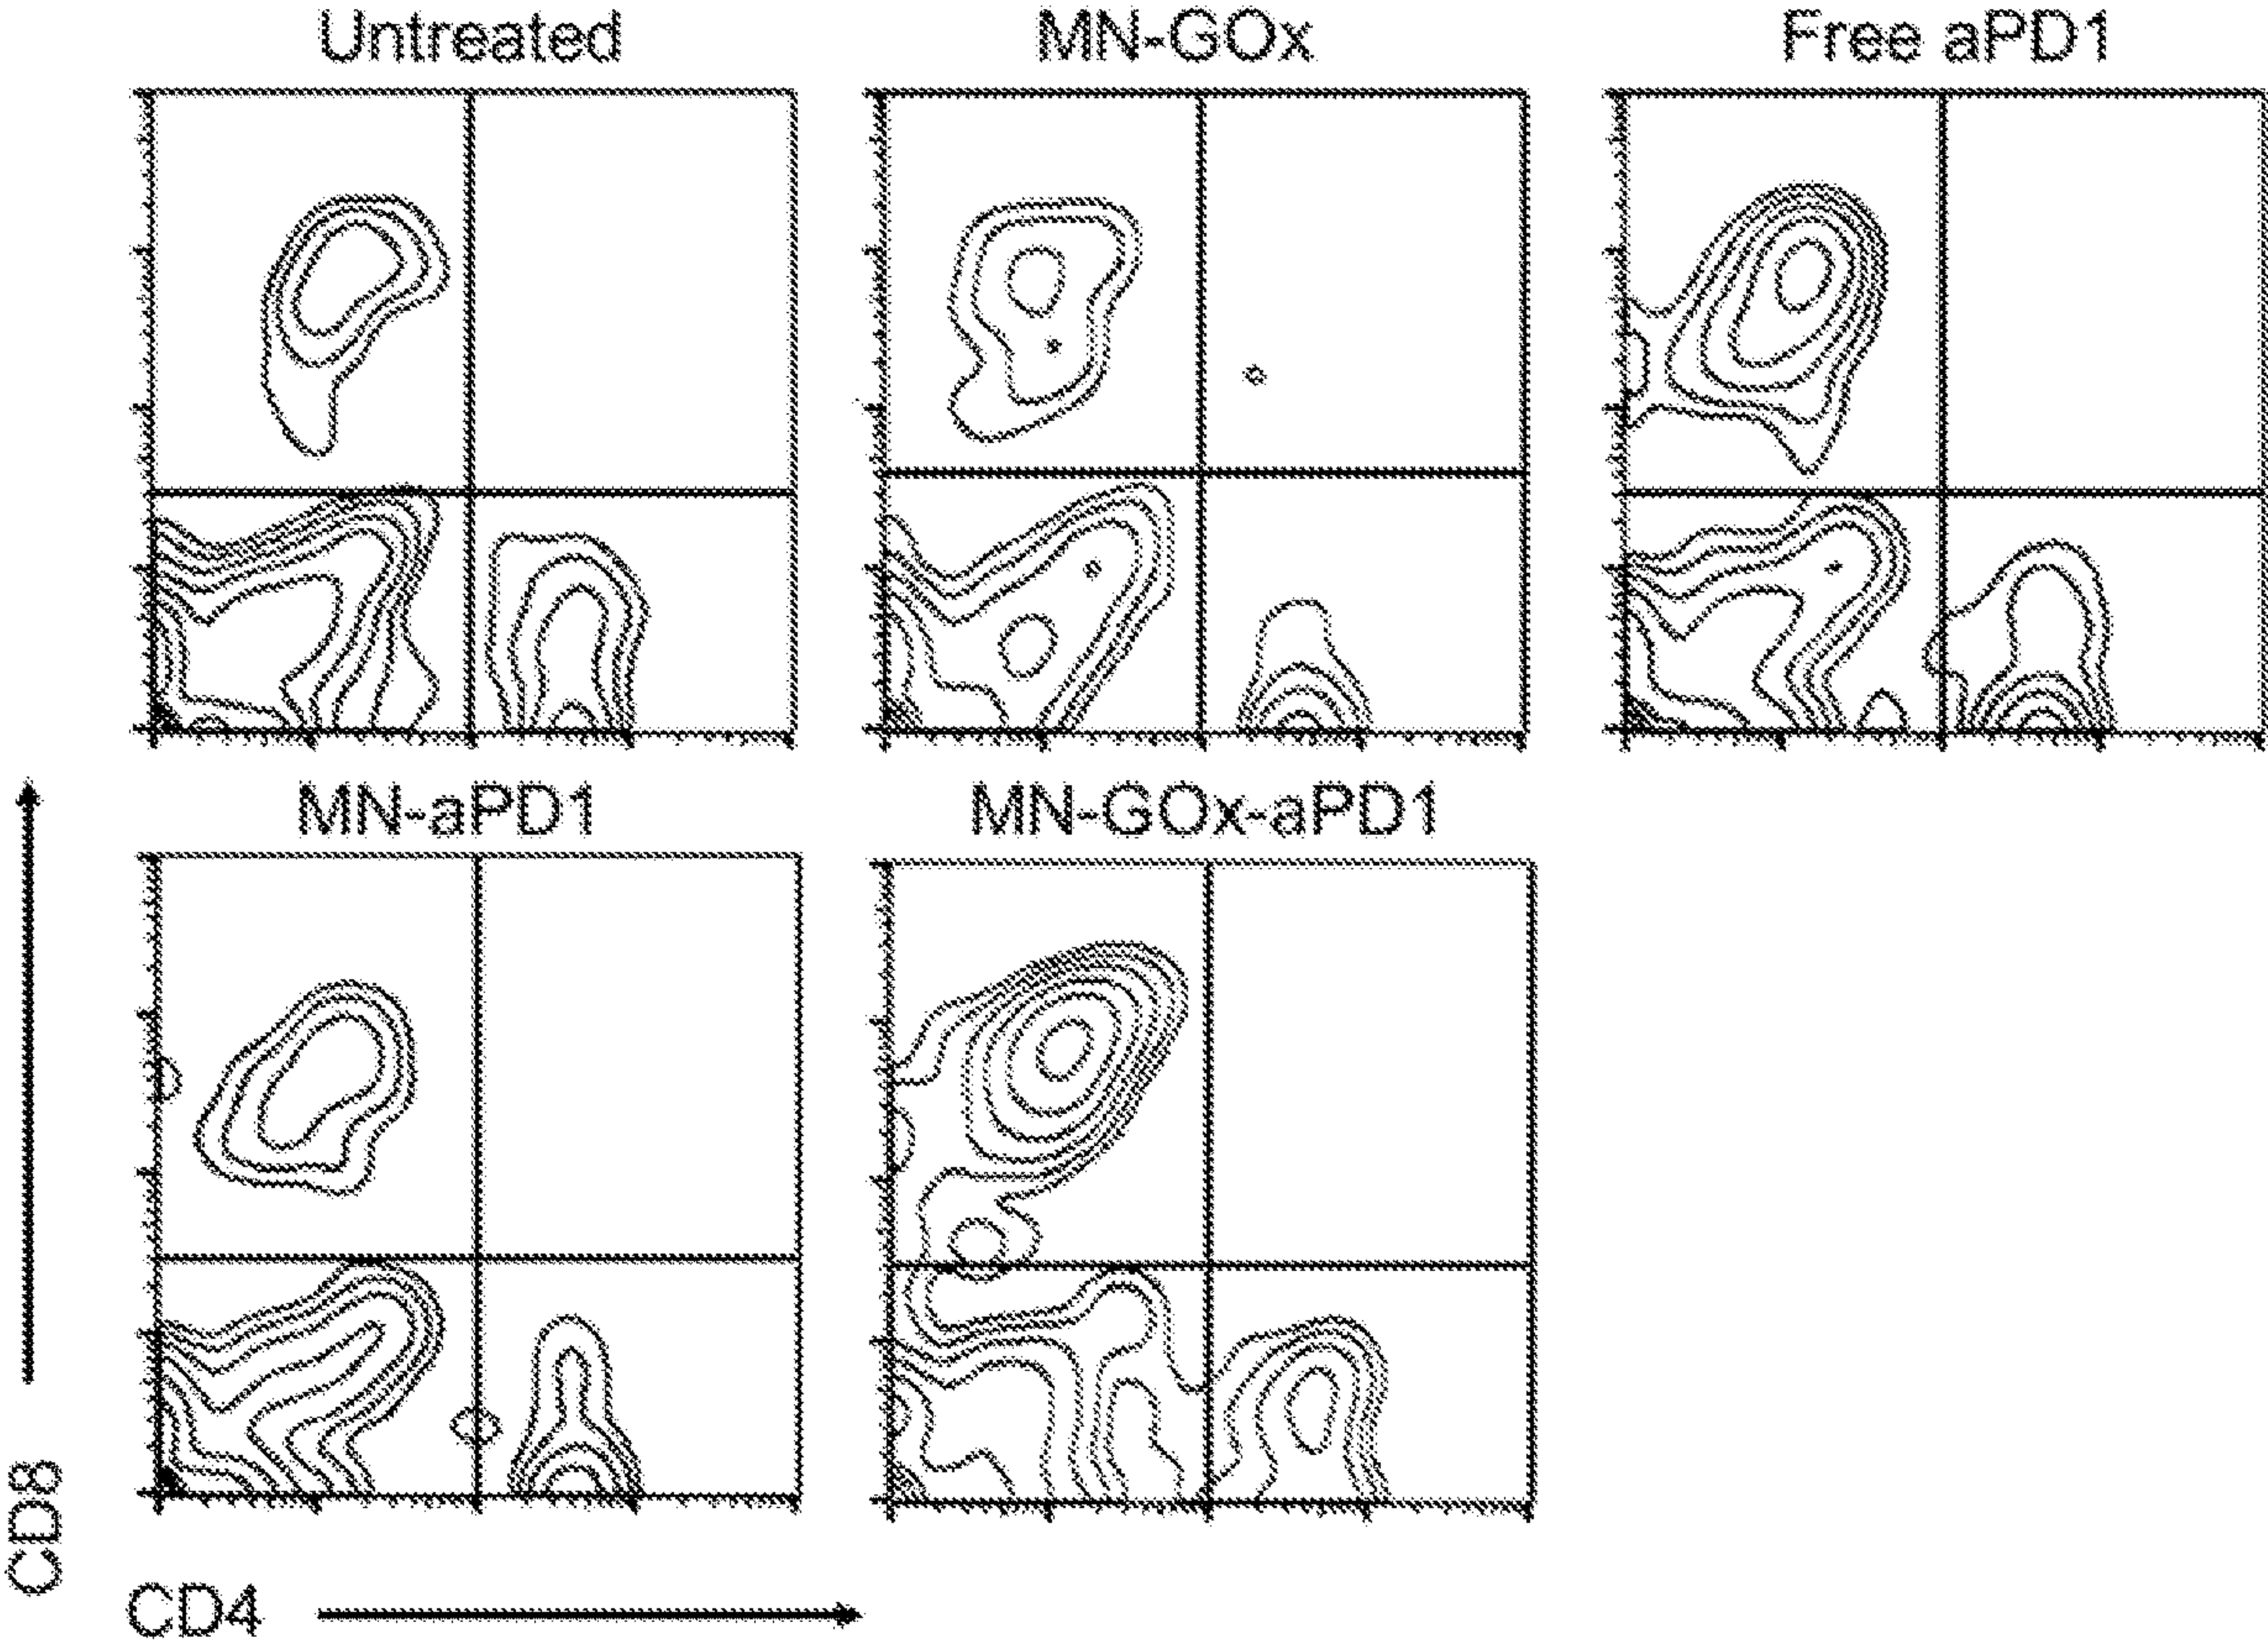 Untreated
MN-GOx
Free aPD1
MN-aPD1
MN-GOx-aPD1
CD8
CD4